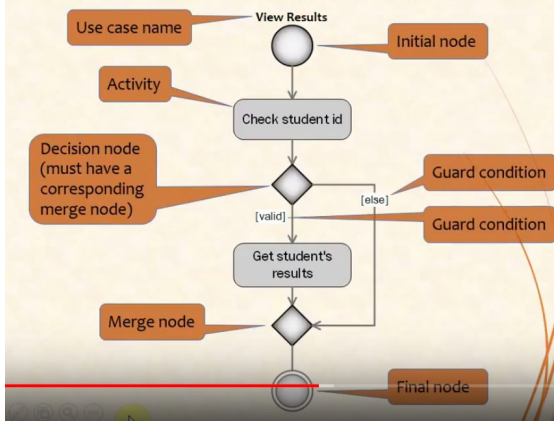 View Results
Use case name
Initial node
Activity
Check student id
Decision node
(must have a
corresponding
merge node)
Guard condition
[else]
[valid]
Guard condition
Get student's
results
Merge node
Final node